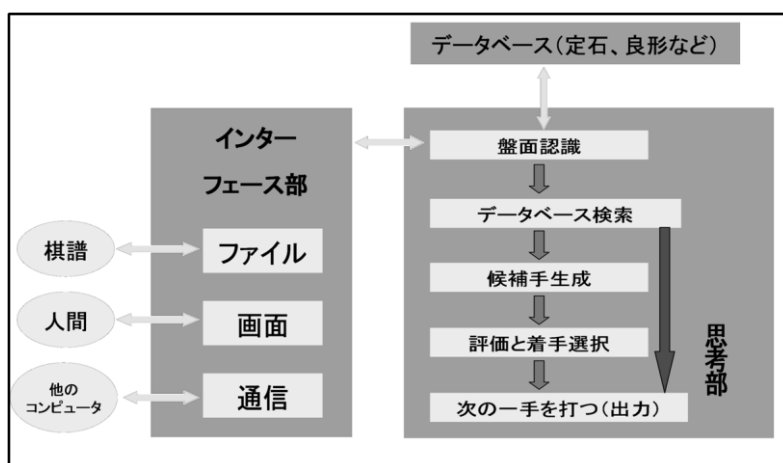 データベース（定石、良形など）
インター
フェース部
棋譜
ファイル
人間
画面
他の
コンピュータ
通信
盤面認識
データベース検索
候補手生成
評価と着手選択
次の一手を打つ（出力）
思考部